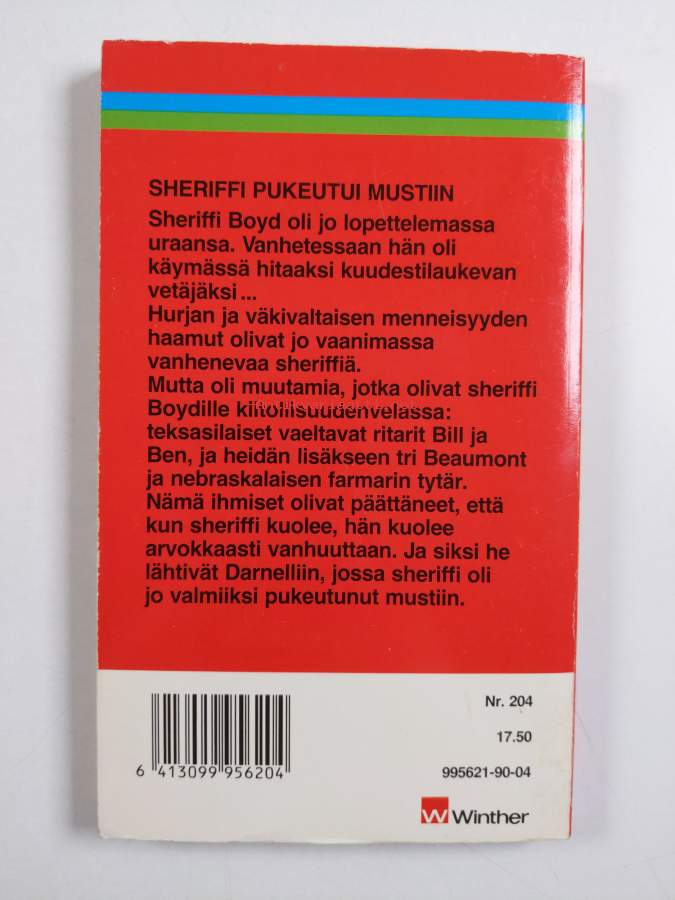 SHERIFFI PUKEUTUI MUSTIIN
Sheriffi Boyd oli jo lopettelemassa
uraansa. Vanhetessaan hän oli
käymässä hitaaksi kuudestilaukevan
vetäjäksi...
Hurjan ja väkivaltaisen menneisyyden
haamut olivat jo vaanimassa
vanhenevaa sheriffiä.
Mutta oli muutamia, jotka olivat sheriffi
Boydille kiitollisuudenvelassa:
teksasilaiset vaeltavat ritarit Bill ja
Ben, ja heidän lisäkseen tri Beaumont
ja nebraskalaisen farmarin tytär.
Nämä ihmiset olivat päättäneet, että
kun sheriffi kuolee, hän kuolee
arvokkaasti vanhuuttaan. Ja siksi he
lähtivät Darnelliin, jossa sheriffi oli
jo valmiiksi pukeutunut mustiin.
Nr. 204
17.50
6 413099 956204
995621-90-04
W Winther